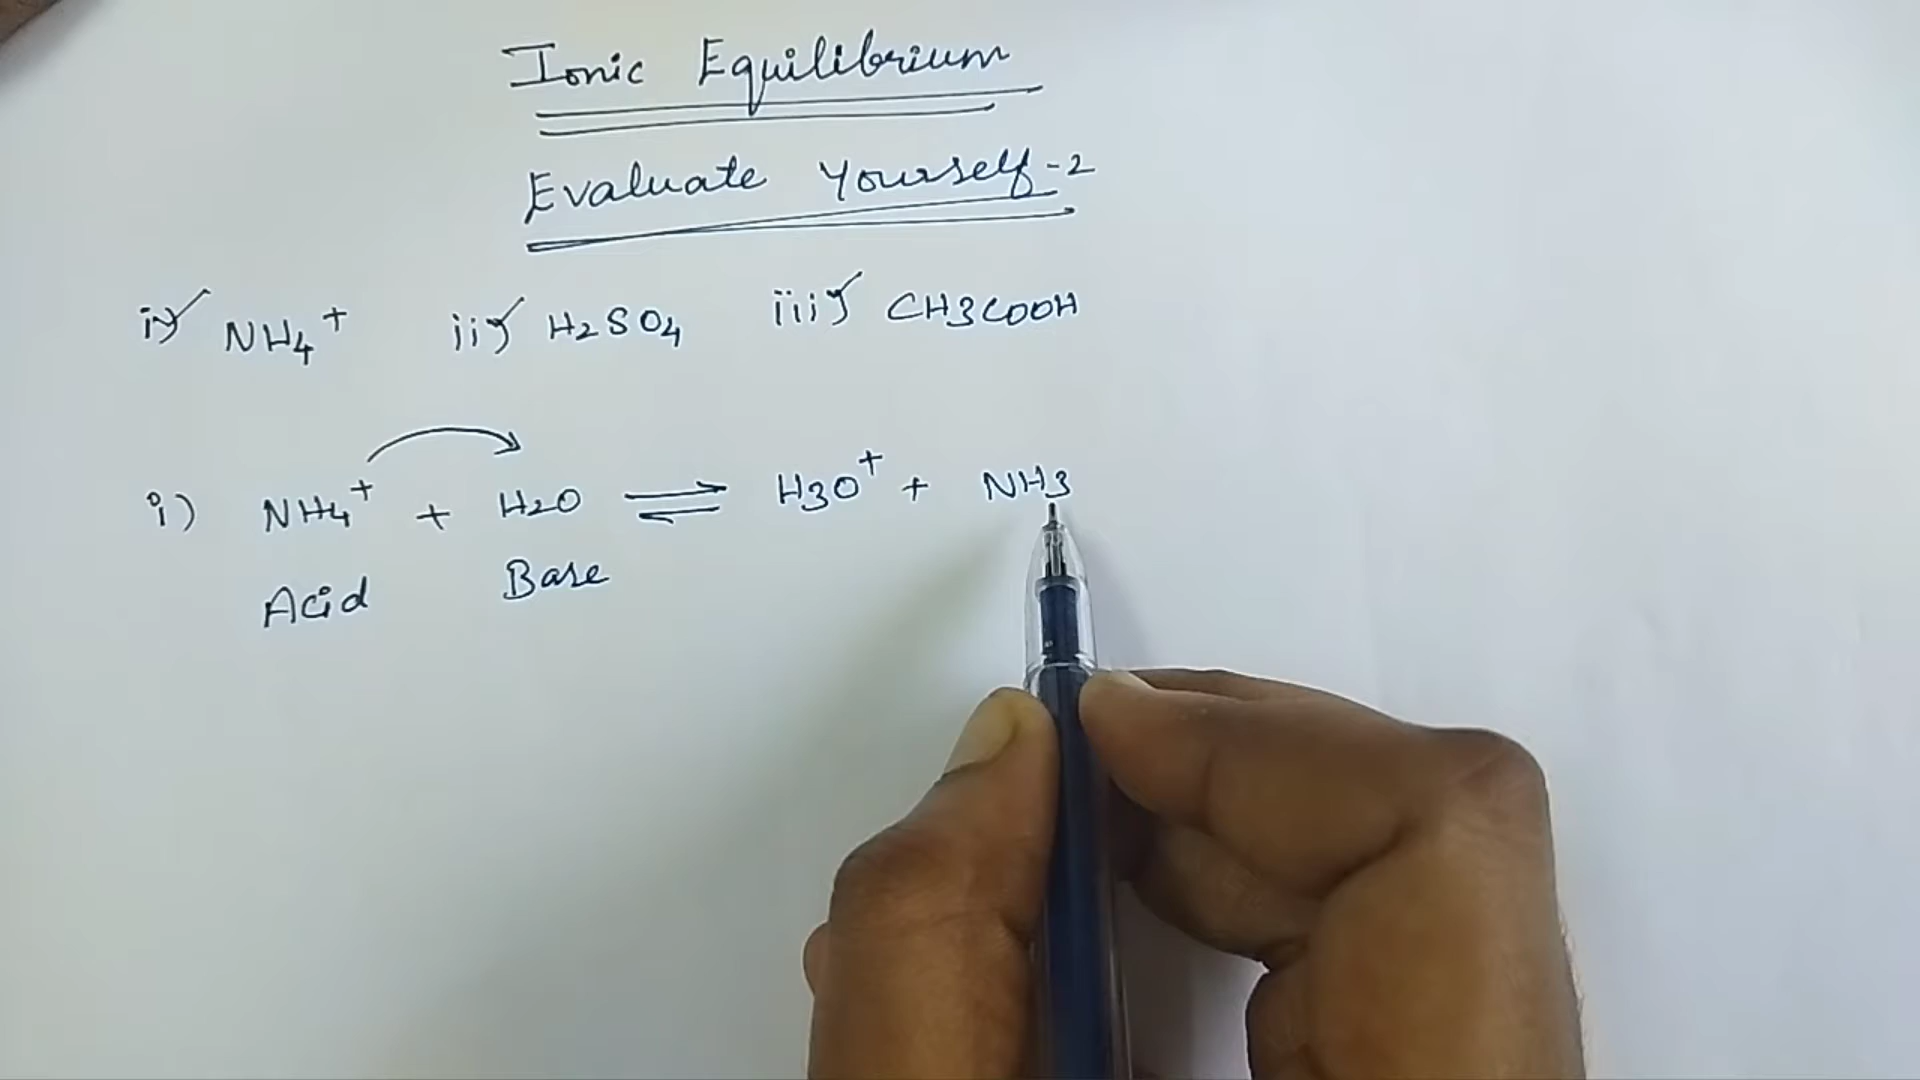 Ionic Equilibrium
Evaluate Yourself-2
i) NH4+ ii) H2SO4 iii) CH3COOH
i) NH4+ + H2O ⇌ H3O+ + NH3
Acid Base